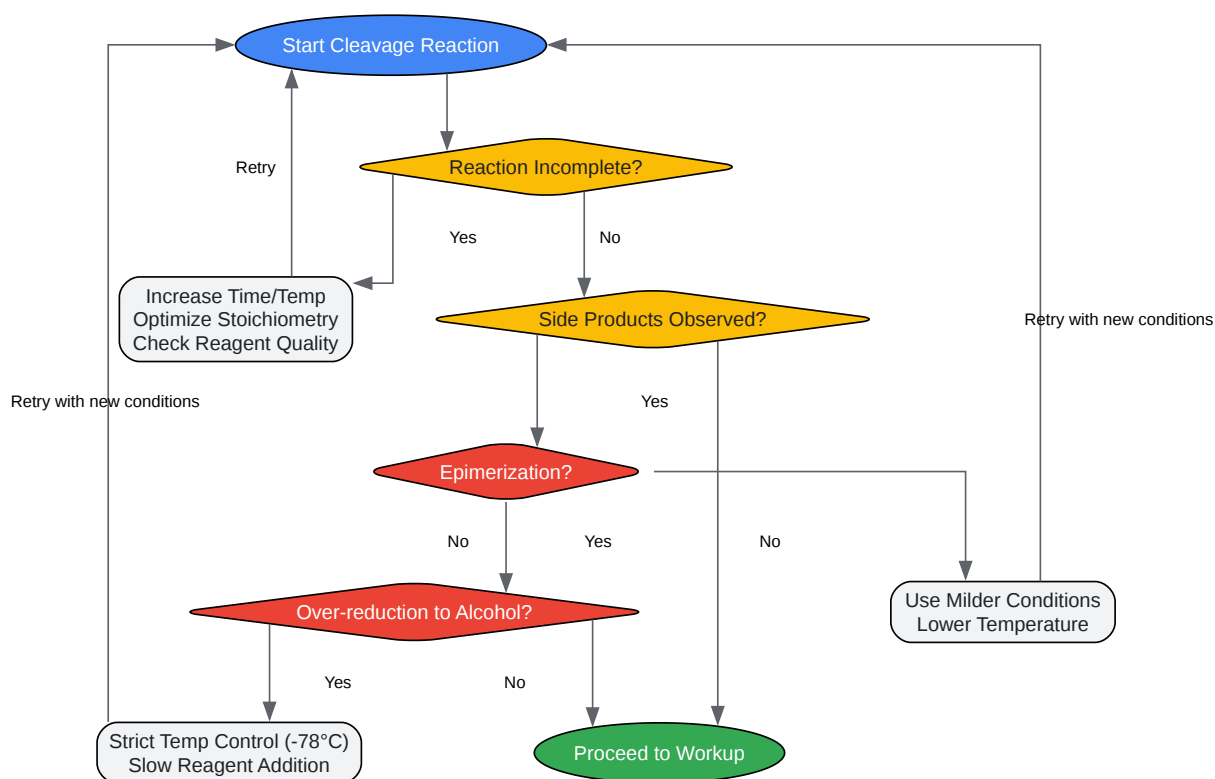 Start Cleavage Reaction
Reaction Incomplete?
Retry
Yes
No
Increase Time/Temp
Optimize Stoichiometry
Check Reagent Quality
Side Products Observed?
Retry with new conditions
Retry with new conditions
Yes
Epimerization?
No
Yes
No
Use Milder Conditions
Lower Temperature
Over-reduction to Alcohol?
Yes
No
Strict Temp Control (-78°C)
Slow Reagent Addition
Proceed to Workup